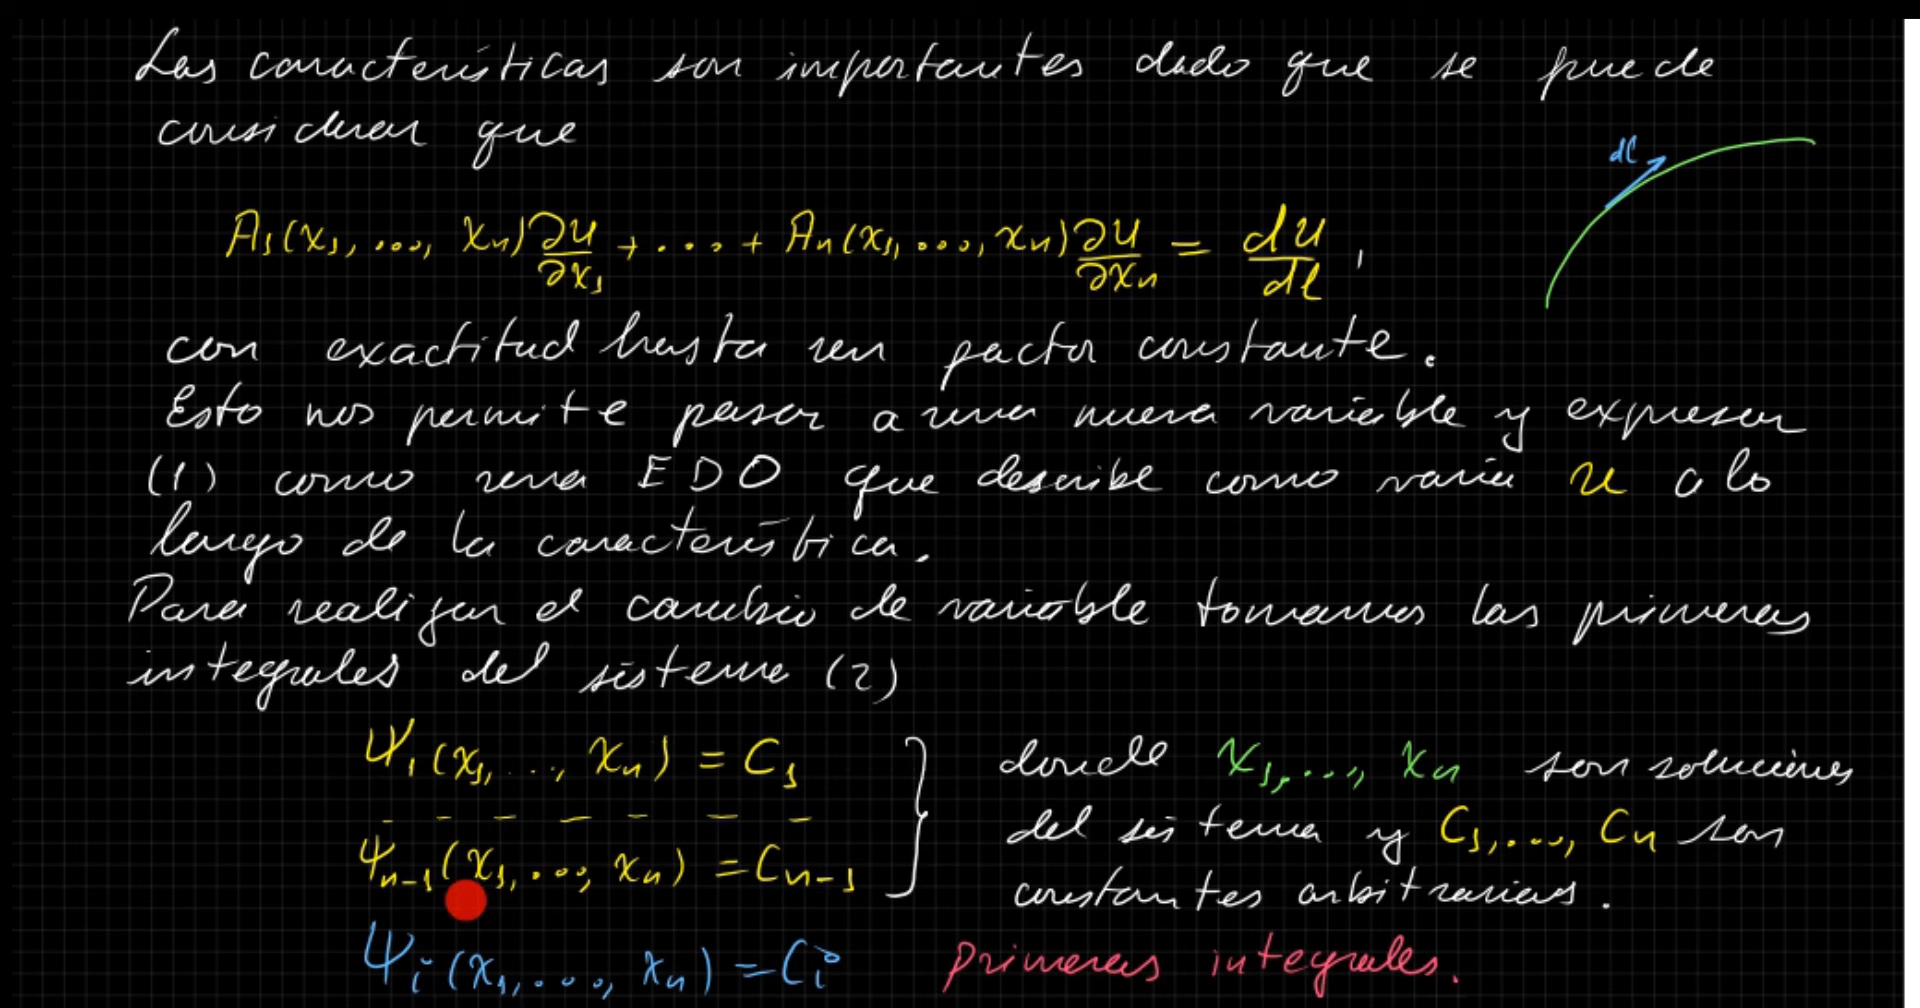 Las características son importantes dado que se puede
considerar que
dl
A₁(x₁, ..., xₙ) ∂u/∂x₁ + ... + Aₙ(x₁, ..., xₙ) ∂u/∂xₙ = du/dl ,
con exactitud hasta un factor constante.
Esto nos permite pasar a una nueva variable y expresar
(1) como una EDO que describe como varía u a lo
largo de la característica.
Para realizar el cambio de variable tomamos las primeras
integrales del sistema (2)
Ψ₁(x₁, ..., xₙ) = C₁
Ψₙ₋₁(x₁, ..., xₙ) = Cₙ₋₁
donde x₁, ..., xₙ son soluciones
del sistema y C₁, ..., Cₙ son
constantes arbitrarias.
Ψᵢ(x₁, ..., xₙ) = Cᵢ primeras integrales.